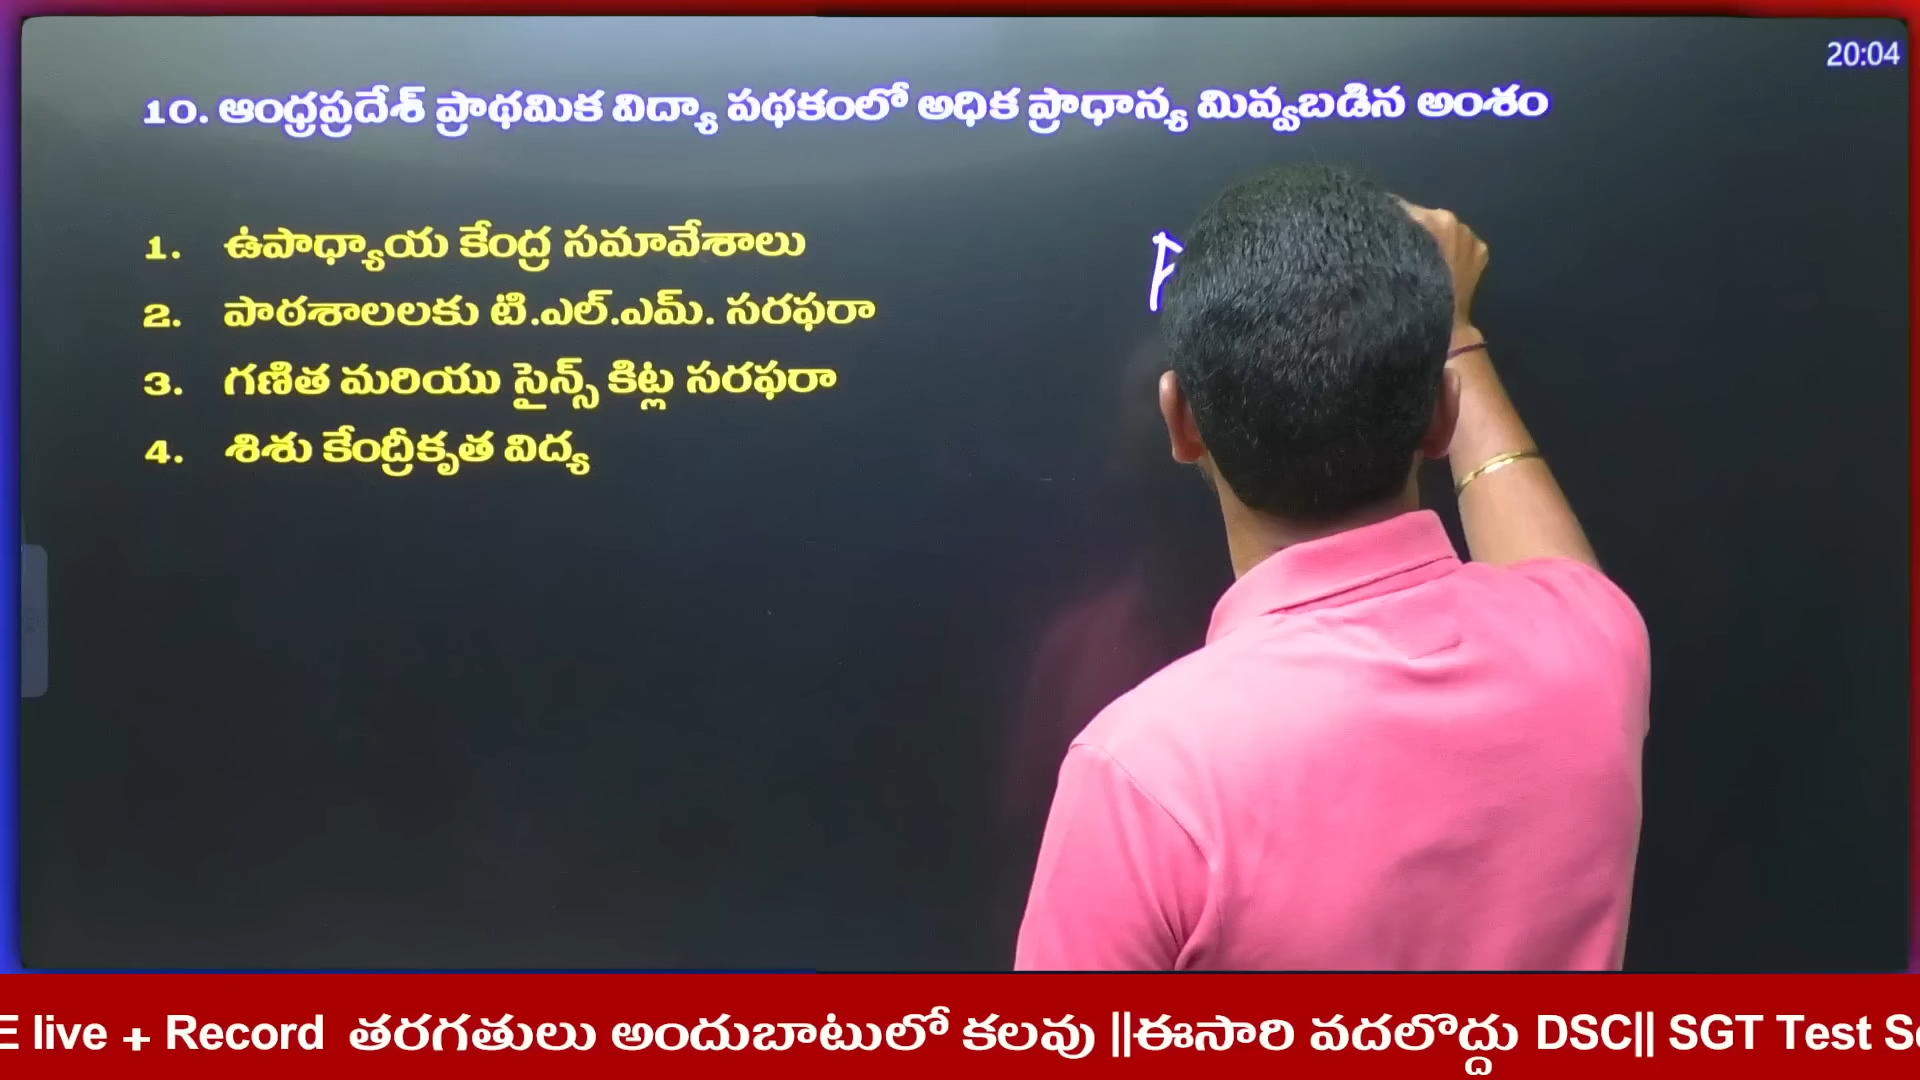 20:04
10. ఆంధ్రప్రదేశ్ ప్రాథమిక విద్యా పథకంలో అధిక ప్రాధాన్య మివ్వబడిన అంశం
1. ఉపాధ్యాయ కేంద్ర సమావేశాలు
2. పాఠశాలలకు టి.ఎల్.ఎమ్. సరఫరా
3. గణిత మరియు సైన్స్ కిట్ల సరఫరా
4. శిశు కేంద్రీకృత విద్య
E live + Record తరగతులు అందుబాటులో కలవు ||ఈసారి వదలొద్దు DSC|| SGT Test S